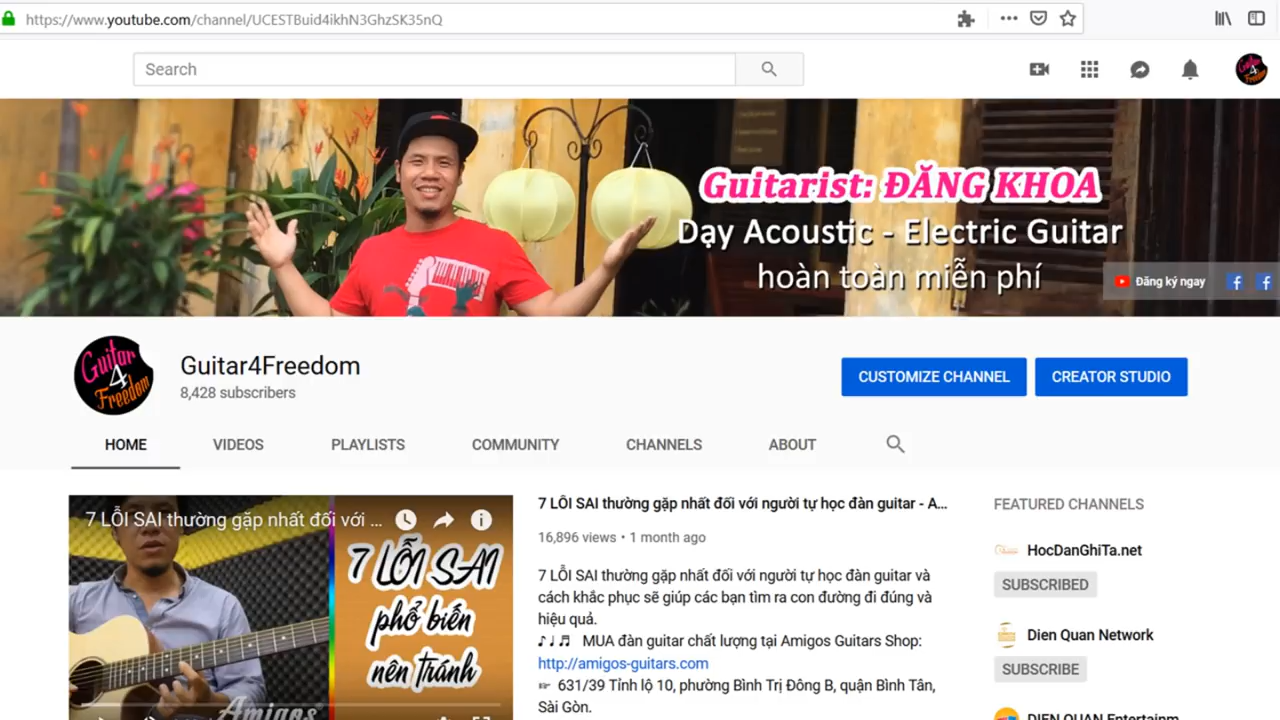 https://www.youtube.com/channel/UCESTBuid4ikhN3GhzSK35nQ
Search
Guitarist: ĐĂNG KHOA
Dạy Acoustic - Electric Guitar
hoàn toàn miễn phí
Đăng ký ngay
Guitar
4
Freedom
Guitar4Freedom
8,428 subscribers
CUSTOMIZE CHANNEL
CREATOR STUDIO
HOME VIDEOS PLAYLISTS COMMUNITY CHANNELS ABOUT
7 LỖI SAI thường gặp nhất đối với ...
7 LỖI SAI
phổ biến
nên tránh
Amigos
7 LỖI SAI thường gặp nhất đối với người tự học đàn guitar - A...
16,896 views • 1 month ago
7 LỖI SAI thường gặp nhất đối với người tự học đàn guitar và
cách khắc phục sẽ giúp các bạn tìm ra con đường đi đúng và
hiệu quả.
♪♩♬ MUA đàn guitar chất lượng tại Amigos Guitars Shop:
http://amigos-guitars.com
☞ 631/39 Tỉnh lộ 10, phường Bình Trị Đông B, quận Bình Tân,
Sài Gòn.
FEATURED CHANNELS
HocDanGhiTa.net
SUBSCRIBED
Dien Quan Network
SUBSCRIBE
DIEN QUAN Entertainm